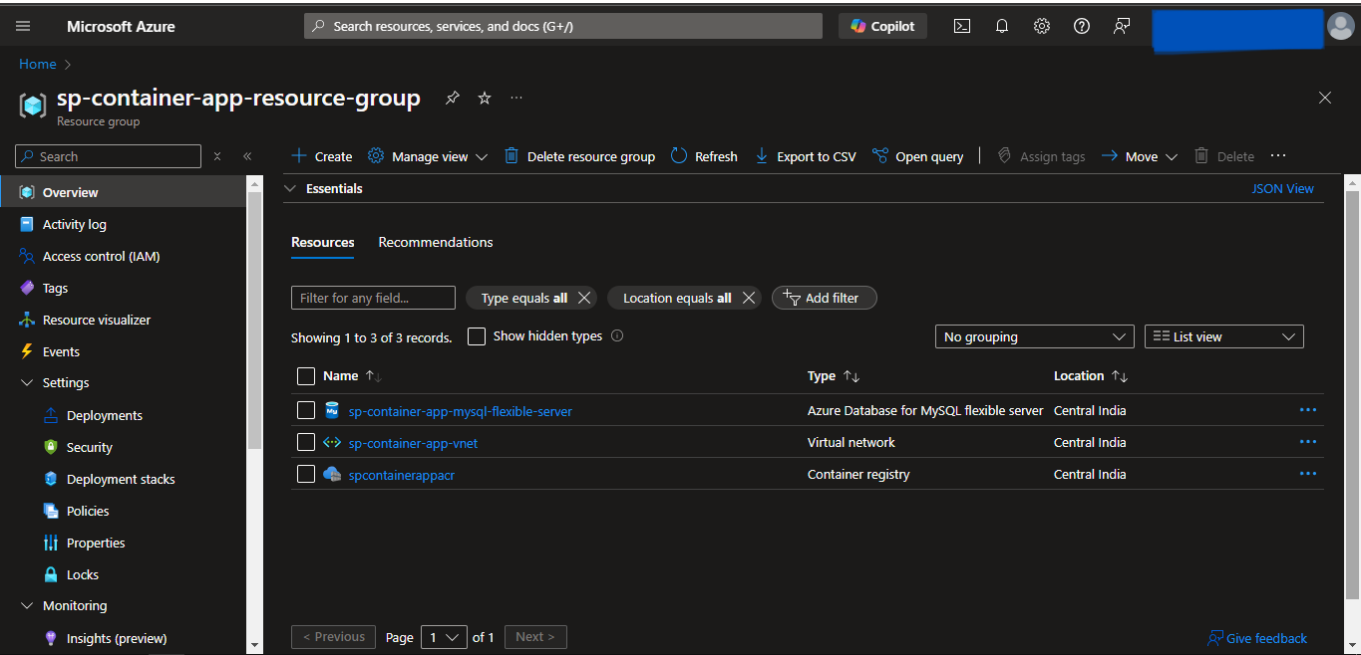 Microsoft Azure
Search resources, services, and docs (G+/)
Copilot
Home >
sp-container-app-resource-group
Resource group
Search
Create
Manage view
Delete resource group
Refresh
Export to CSV
Open query
Assign tags
Move
Delete
Overview
Activity log
Access control (IAM)
Tags
Resource visualizer
Events
Settings
Deployments
Security
Deployment stacks
Policies
Properties
Locks
Monitoring
Insights (preview)
Essentials
JSON View
Resources Recommendations
Filter for any field...
Type equals all
Location equals all
Add filter
Showing 1 to 3 of 3 records.
Show hidden types
No grouping
List view
Name Type Location
sp-container-app-mysql-flexible-server Azure Database for MySQL flexible server Central India
sp-container-app-vnet Virtual network Central India
spcontainerappacr Container registry Central India
< Previous Page 1 of 1 Next >
Give feedback